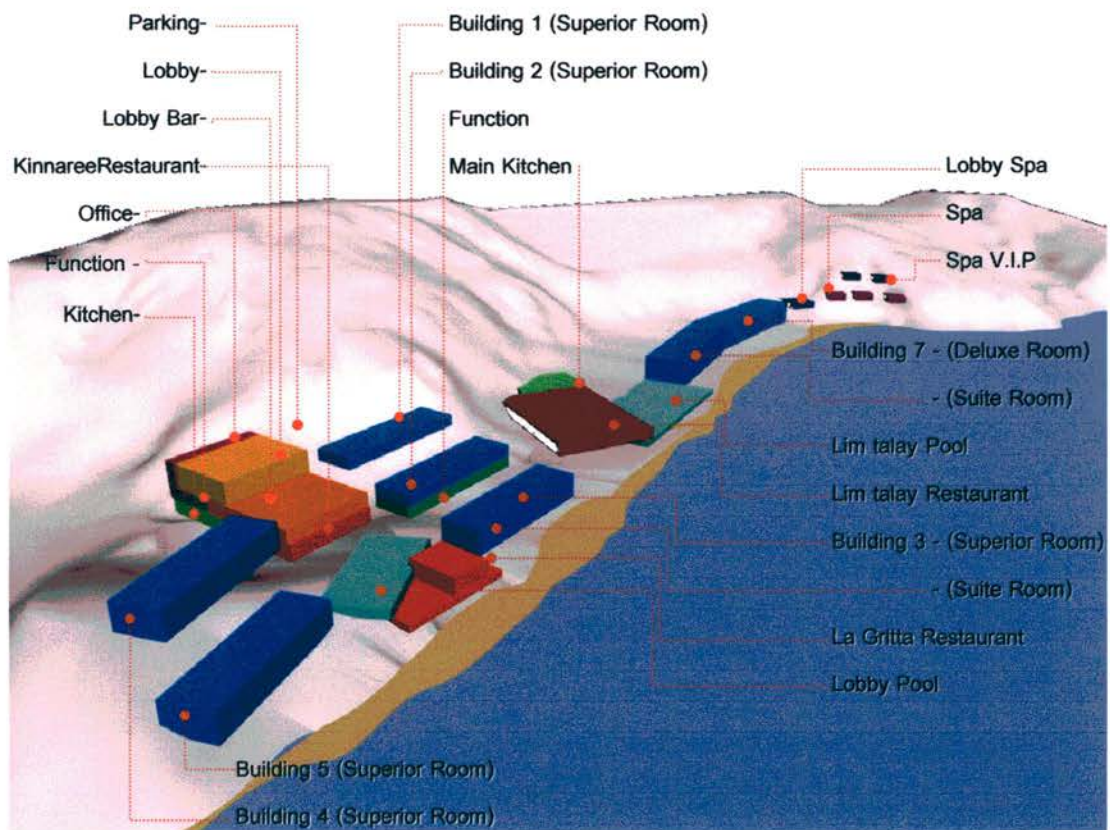 Parking-
Lobby-
Lobby Bar-
KinnareeRestaurant-
Office-
Function -
Kitchen-
Building 1 (Superior Room)
Building 2 (Superior Room)
Function
Main Kitchen
Lobby Spa
Spa
Spa V.I.P
Building 7 - (Deluxe Room)
- (Suite Room)
Lim talay Pool
Lim talay Restaurant
Building 3 - (Superior Room)
- (Suite Room)
La Gritta Restaurant
Lobby Pool
Building 5 (Superior Room)
Building 4 (Superior Room)